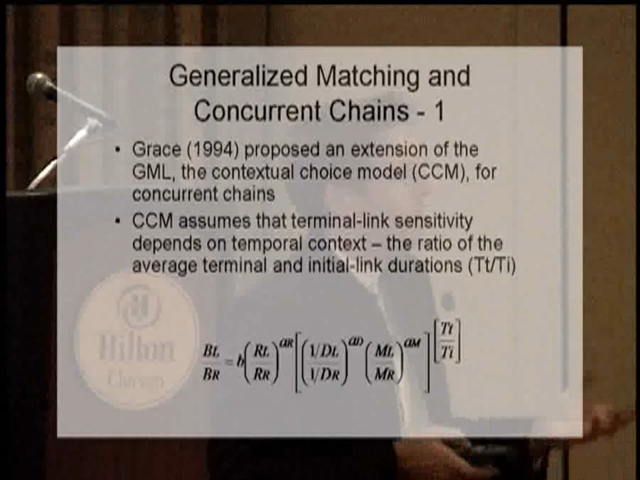 Generalized Matching and
Concurrent Chains - 1
• Grace (1994) proposed an extension of the
GML, the contextual choice model (CCM), for
concurrent chains
• CCM assumes that terminal-link sensitivity
depends on temporal context – the ratio of the
average terminal and initial-link durations (Tt/Ti)
BL/BR = b(RL/RR)^aR [((1/DL)/(1/DR))^aD (ML/MR)^aM]^[Tt/Ti]
Hilton